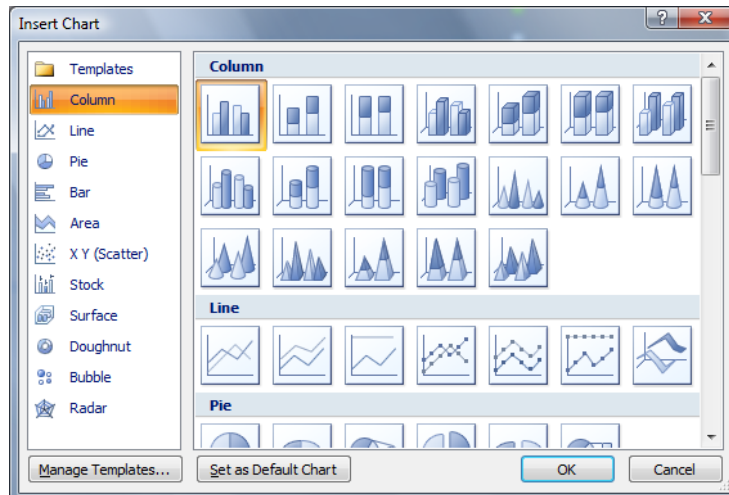 Insert Chart
Templates
Column
Line
Pie
Bar
Area
X Y (Scatter)
Stock
Surface
Doughnut
Bubble
Radar
Column
Line
Pie
Manage Templates...
Set as Default Chart
OK
Cancel